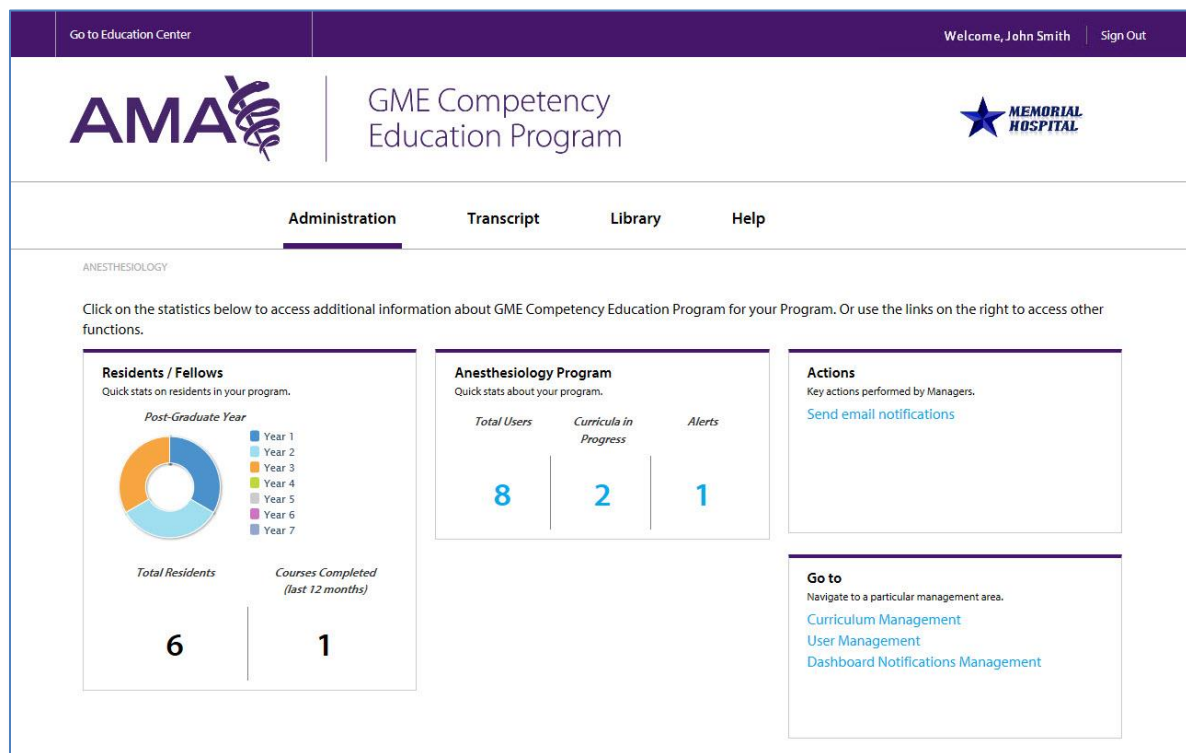 Go to Education Center
Welcome, John Smith
Sign Out
AMA
GME Competency
Education Program
MEMORIAL
HOSPITAL
Administration
Transcript
Library
Help
ANESTHESIOLOGY
Click on the statistics below to access additional information about GME Competency Education Program for your Program. Or use the links on the right to access other
functions.
Residents / Fellows
Quick stats on residents in your program.
Post-Graduate Year
Year 1
Year 2
Year 3
Year 4
Year 5
Year 6
Year 7
Total Residents
Courses Completed
(last 12 months)
6
1
Anesthesiology Program
Quick stats about your program.
Total Users
Curricula in
Progress
Alerts
8
2
1
Actions
Key actions performed by Managers.
Send email notifications
Go to
Navigate to a particular management area.
Curriculum Management
User Management
Dashboard Notifications Management